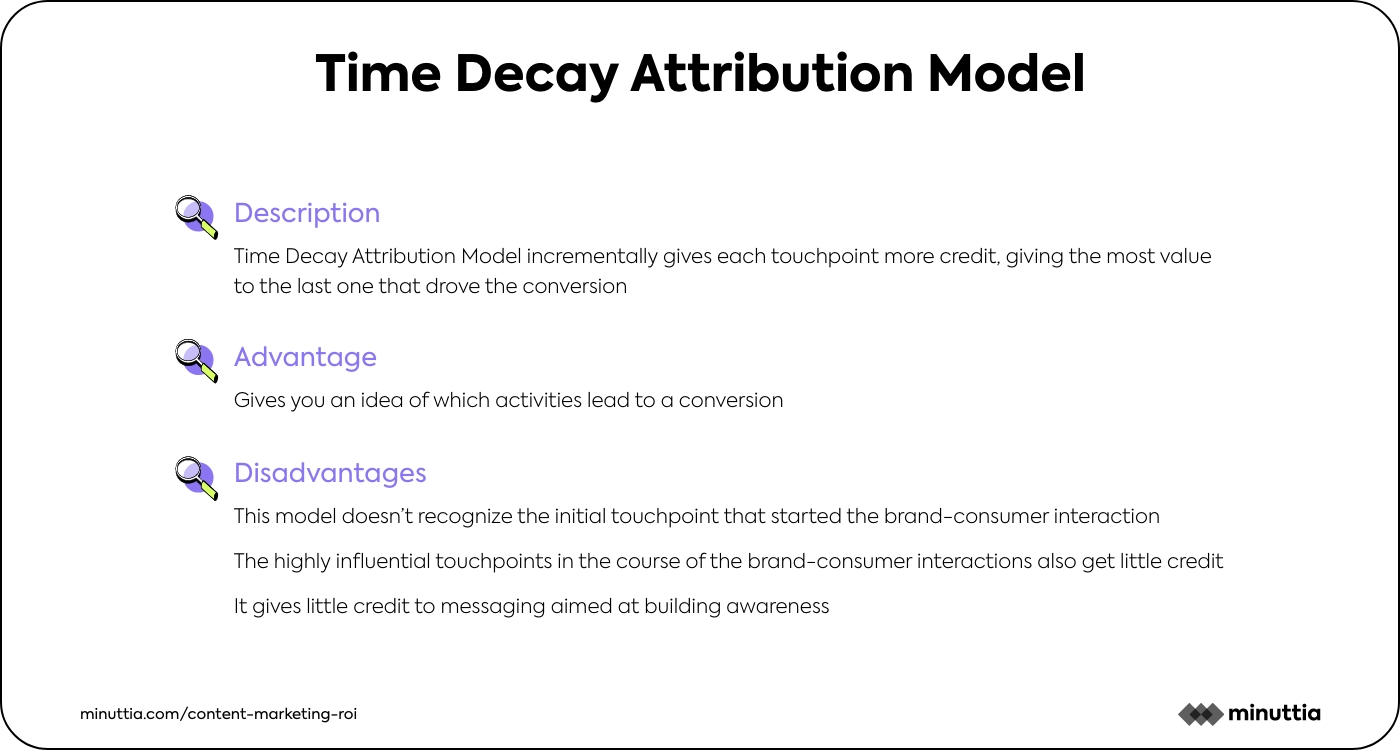 Time Decay Attribution Model
Description
Time Decay Attribution Model incrementally gives each touchpoint more credit, giving the most value
to the last one that drove the conversion
Advantage
Gives you an idea of which activities lead to a conversion
Disadvantages
This model doesn’t recognize the initial touchpoint that started the brand-consumer interaction
The highly influential touchpoints in the course of the brand-consumer interactions also get little credit
It gives little credit to messaging aimed at building awareness
minuttia.com/content-marketing-roi
minuttia